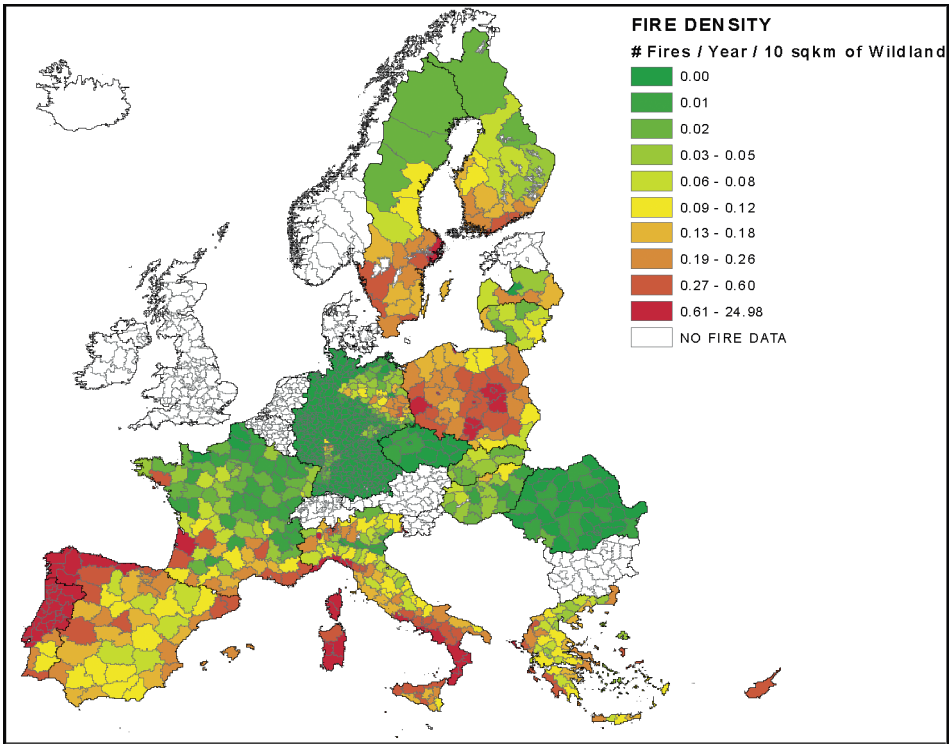 FIRE DENSITY
# Fires / Year / 10 sqkm of Wildland
0.00
0.01
0.02
0.03 - 0.05
0.06 - 0.08
0.09 - 0.12
0.13 - 0.18
0.19 - 0.26
0.27 - 0.60
0.61 - 24.98
NO FIRE DATA